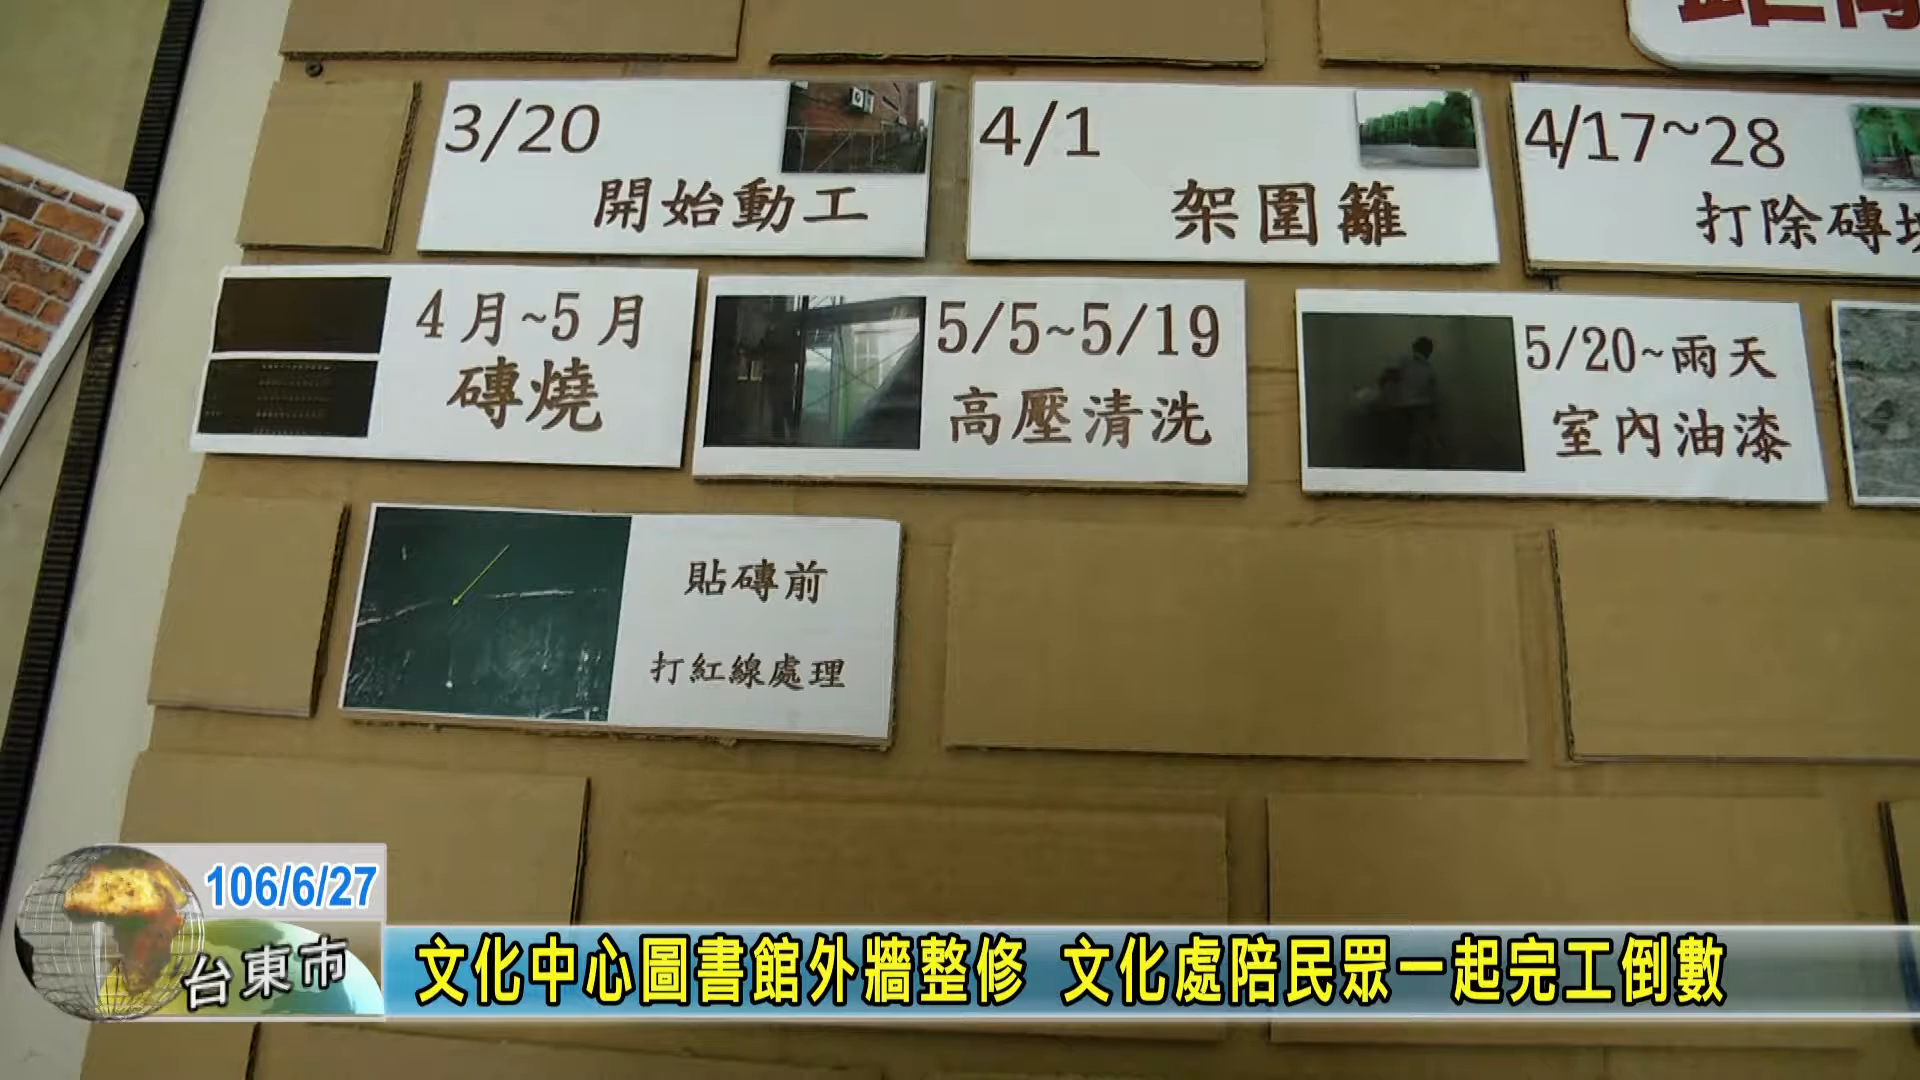 3/20
開始動工
4/1
架圍籬
4/17~28
打除磚
4月~5月
磚燒
5/5~5/19
高壓清洗
5/20~雨天
室內油漆
貼磚前
打紅線處理
106/6/27
台東市
文化中心圖書館外牆整修 文化處陪民眾一起完工倒數